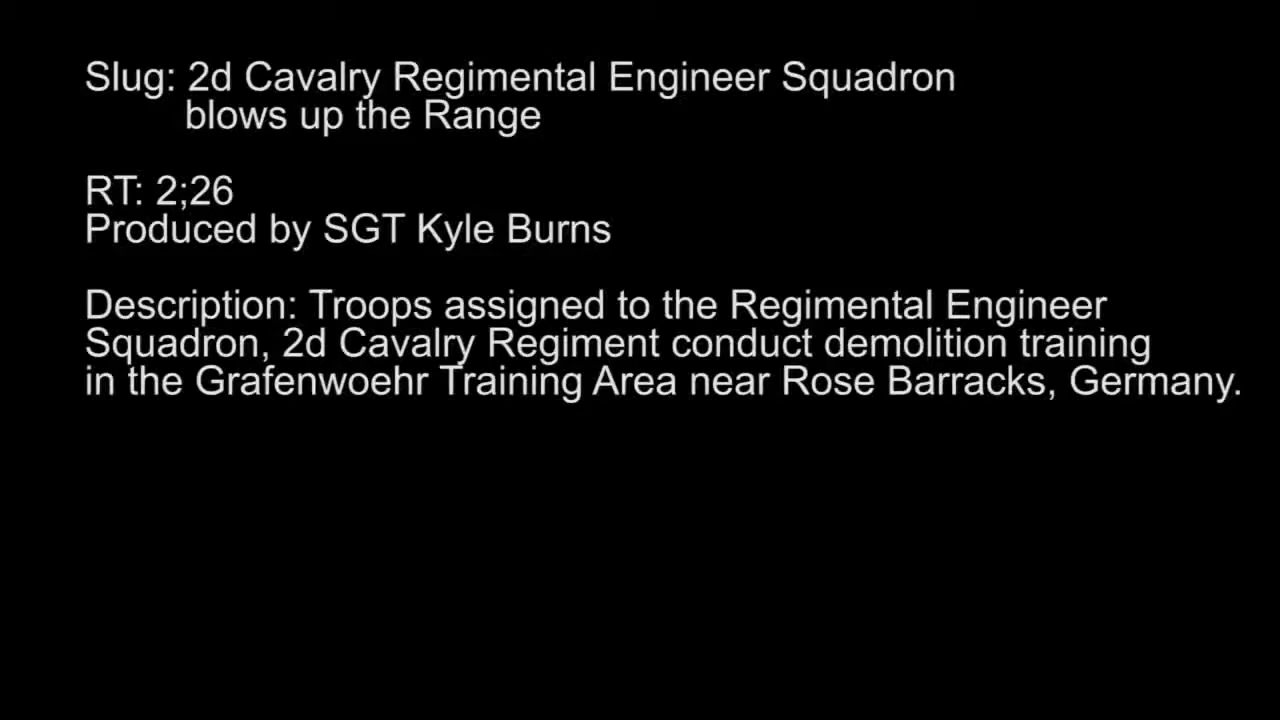 Slug: 2d Cavalry Regimental Engineer Squadron
blows up the Range
RT: 2;26
Produced by SGT Kyle Burns
Description: Troops assigned to the Regimental Engineer
Squadron, 2d Cavalry Regiment conduct demolition training
in the Grafenwoehr Training Area near Rose Barracks, Germany.